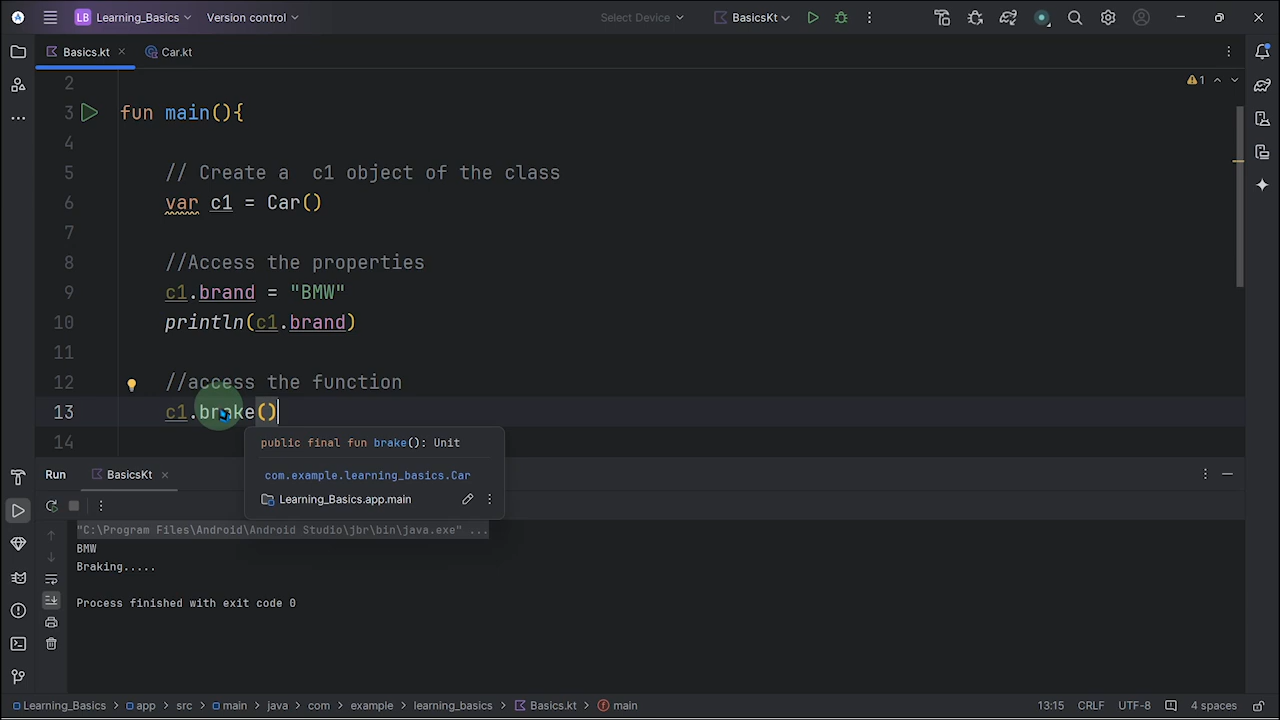 LB Learning_Basics Version control Select Device BasicsKt
Basics.kt Car.kt
2
1
3 fun main(){
4
5 // Create a  c1 object of the class
6 var c1 = Car()
7
8 //Access the properties
9 c1.brand = "BMW"
10 println(c1.brand)
11
12 //access the function
13 c1.brake()
14
public final fun brake(): Unit
com.example.learning_basics.Car
Learning_Basics.app.main
Run BasicsKt
"C:\Program Files\Android\Android Studio\jbr\bin\java.exe" ...
BMW
Braking.....
Process finished with exit code 0
Learning_Basics > app > src > main > java > com > example > learning_basics > Basics.kt > main 13:15 CRLF UTF-8 4 spaces